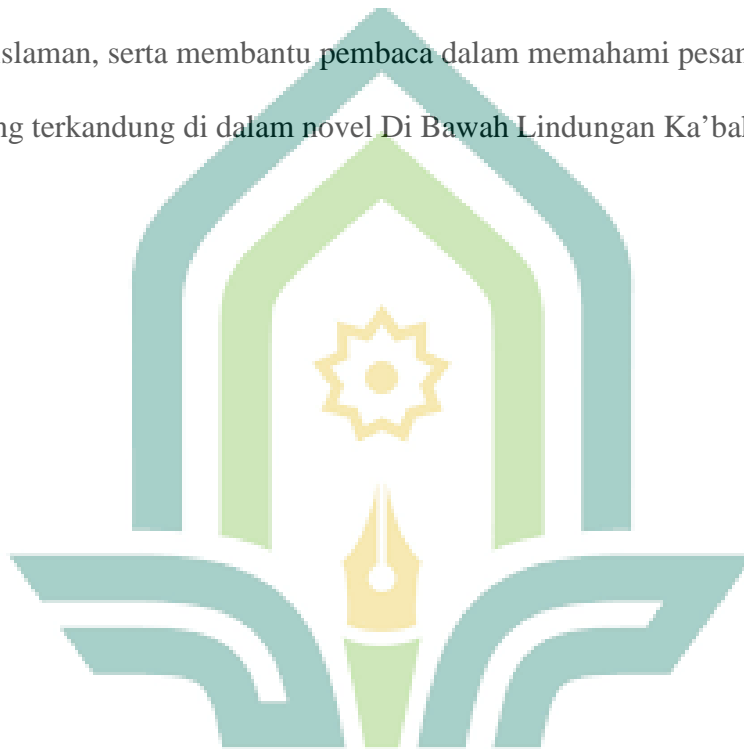 slaman, serta membantu pembaca dalam memahami pesan
ng terkandung di dalam novel Di Bawah Lindungan Ka’bal